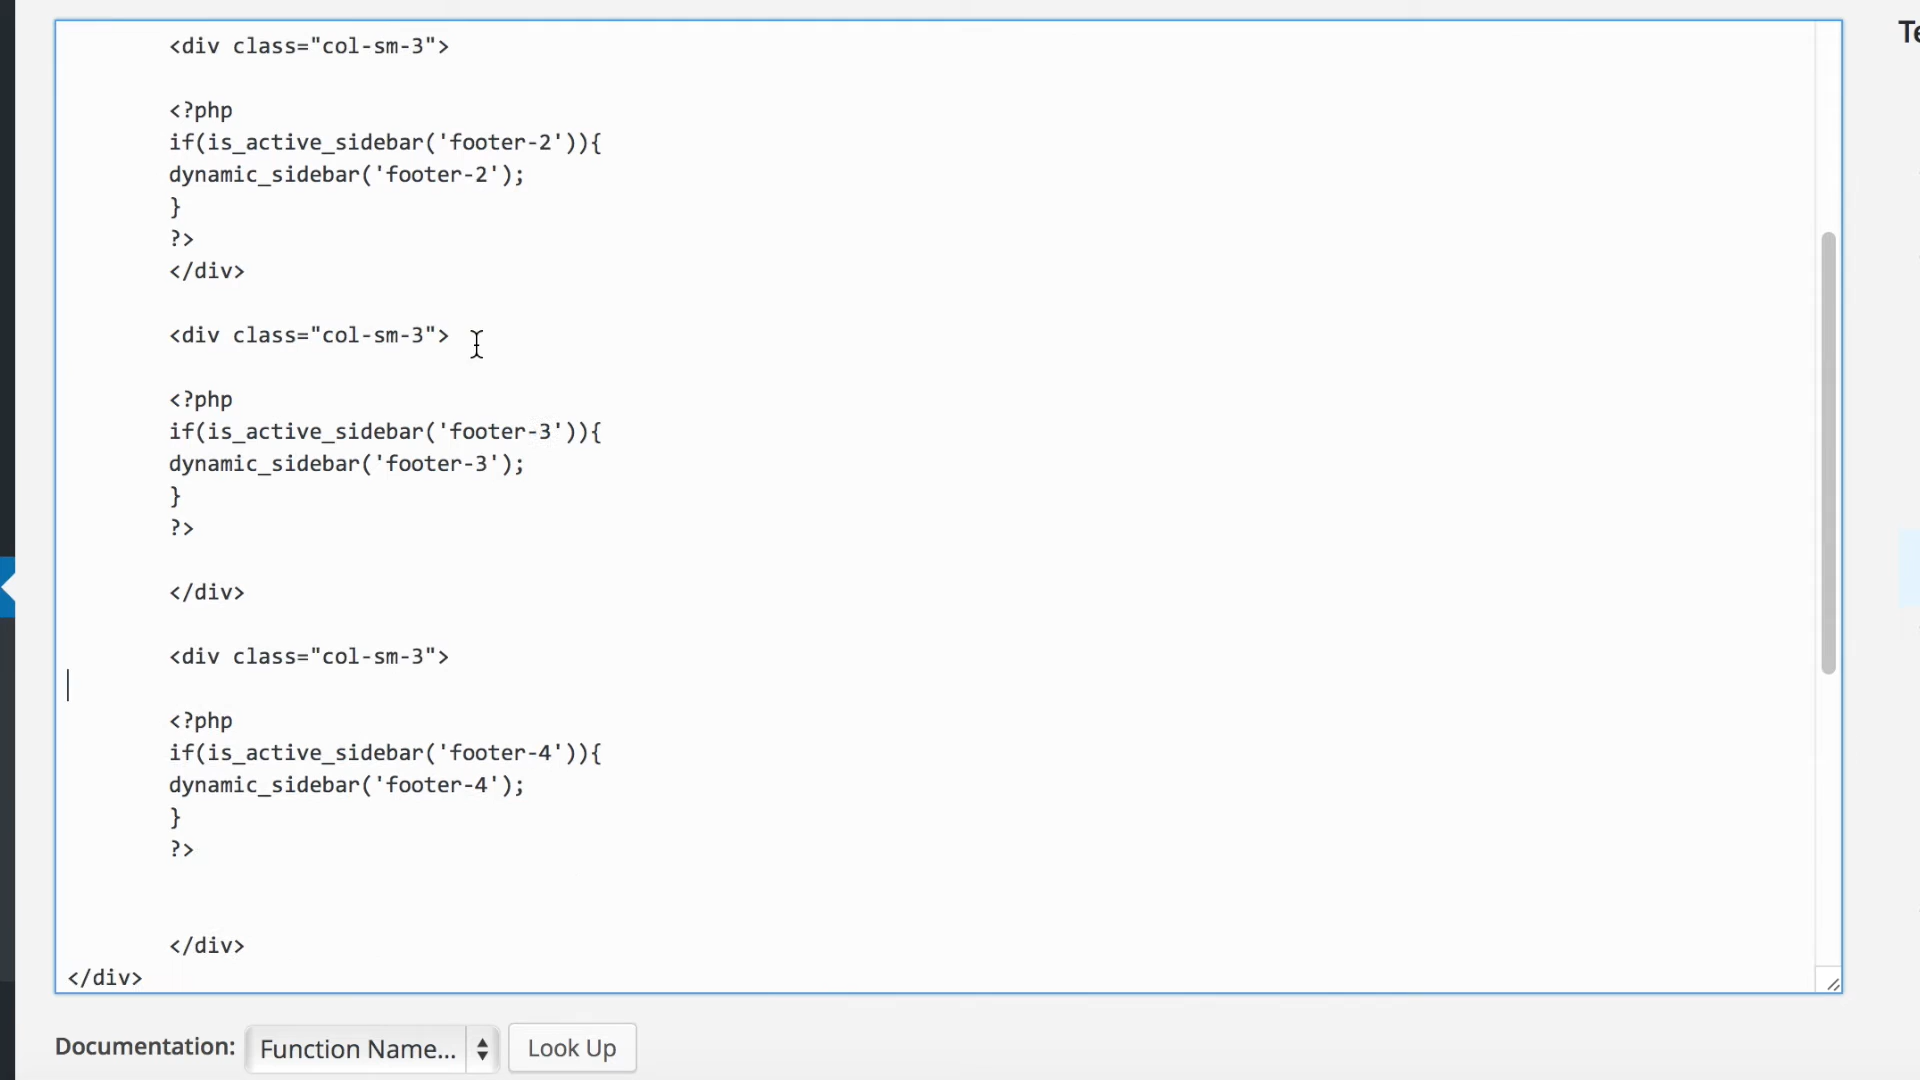 <div class="col-sm-3">
<?php
if(is_active_sidebar('footer-2')){
dynamic_sidebar('footer-2');
}
?>
</div>
<div class="col-sm-3">
<?php
if(is_active_sidebar('footer-3')){
dynamic_sidebar('footer-3');
}
?>
</div>
<div class="col-sm-3">
<?php
if(is_active_sidebar('footer-4')){
dynamic_sidebar('footer-4');
}
?>
</div>
</div>
Documentation: Function Name... Look Up